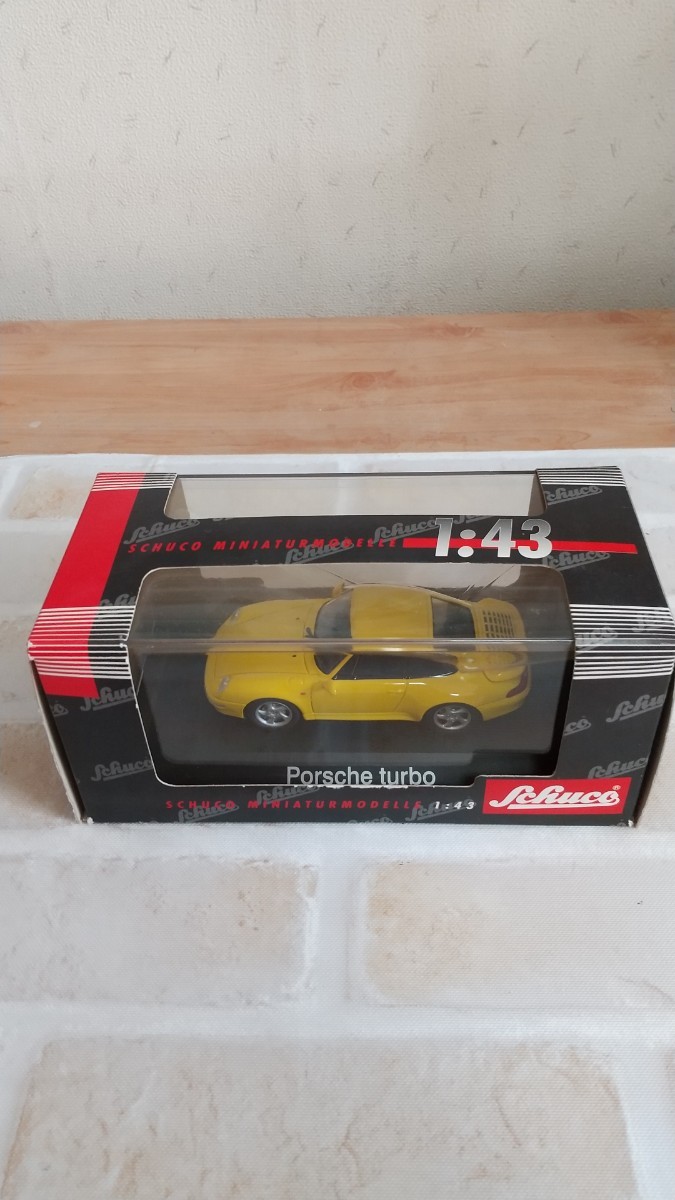 SCHUCO MINIATURMODELLE 1:43
Porsche turbo
SCHUCO MINIATURMODELLE 1:43
Schuco®